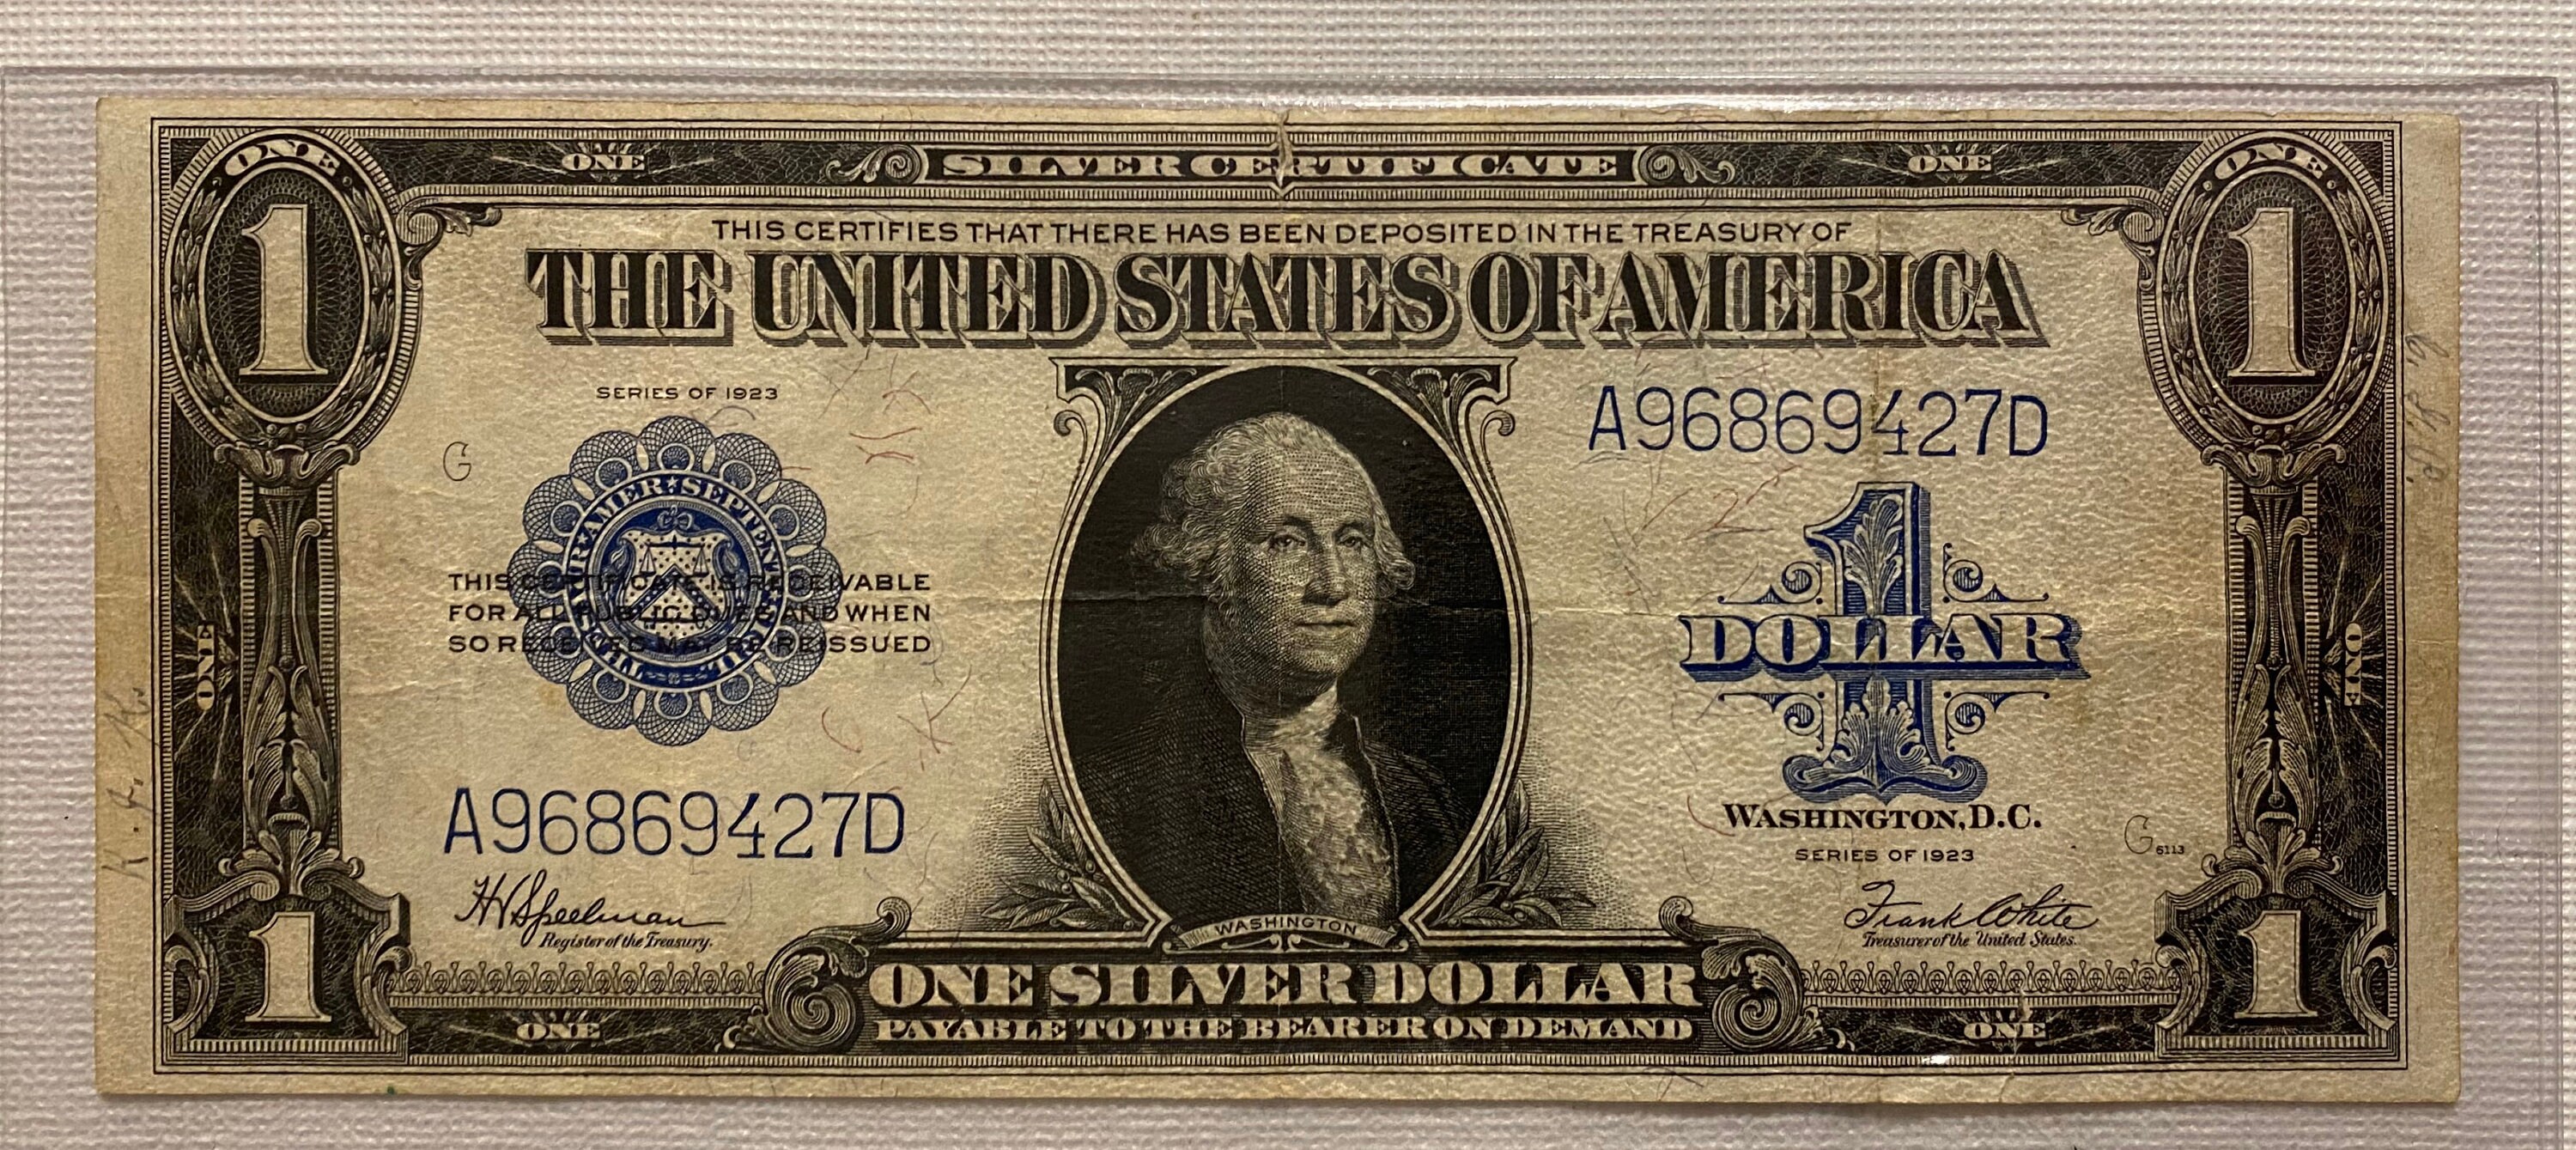 ONE ONE SILVER CERTIFICATE ONE ONE
THIS CERTIFIES THAT THERE HAS BEEN DEPOSITED IN THE TREASURY OF
1 THE UNITED STATES OF AMERICA 1
SERIES OF 1923
A96869427D
G
THIS CERTIFICATE IS RECEIVABLE
FOR ALL PUBLIC DUES AND WHEN
SO RECEIVED MAY BE REISSUED
1
DOLLAR
ONE
ONE
K. J. K.
A96869427D
WASHINGTON, D.C.
SERIES OF 1923
G6113
HV Speelman
Register of the Treasury.
WASHINGTON
Frank White
Treasurer of the United States.
1 ONE SILVER DOLLAR 1
ONE PAYABLE TO THE BEARER ON DEMAND ONE